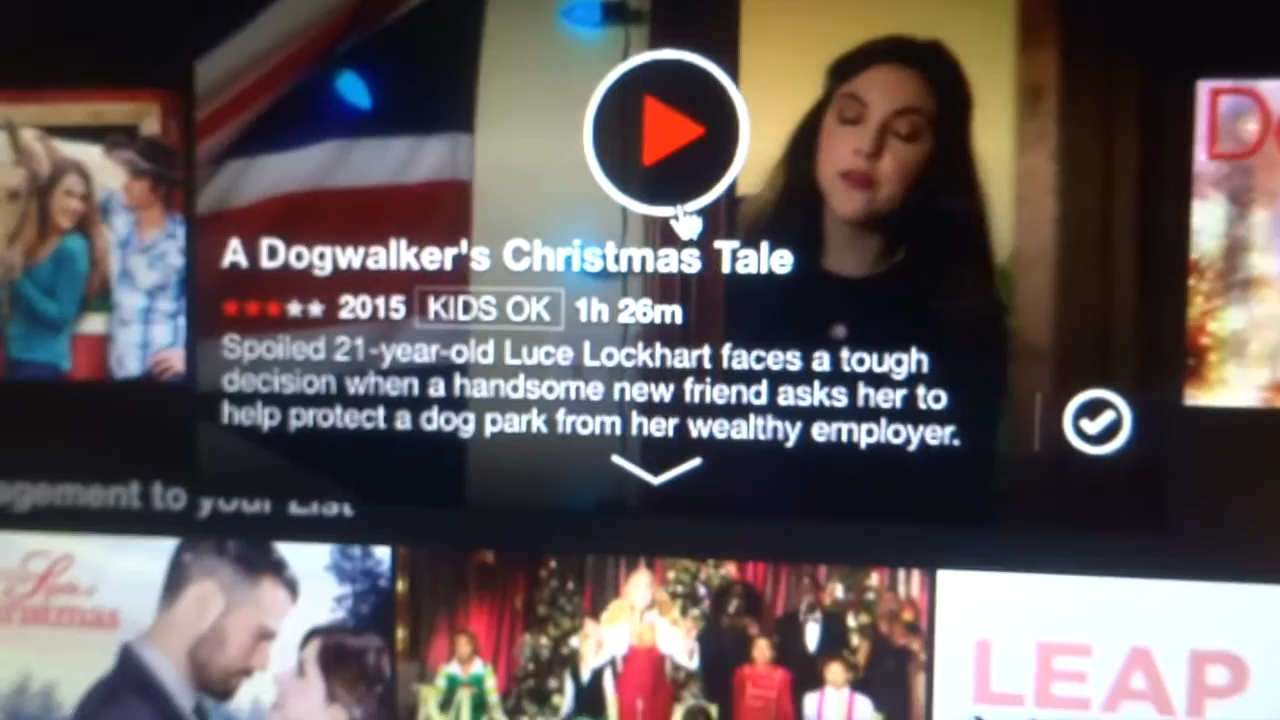 A Dogwalker's Christmas Tale
2015 KIDS OK 1h 26m
Spoiled 21-year-old Luce Lockhart faces a tough
decision when a handsome new friend asks her to
help protect a dog park from her wealthy employer.
to your List
LEAP